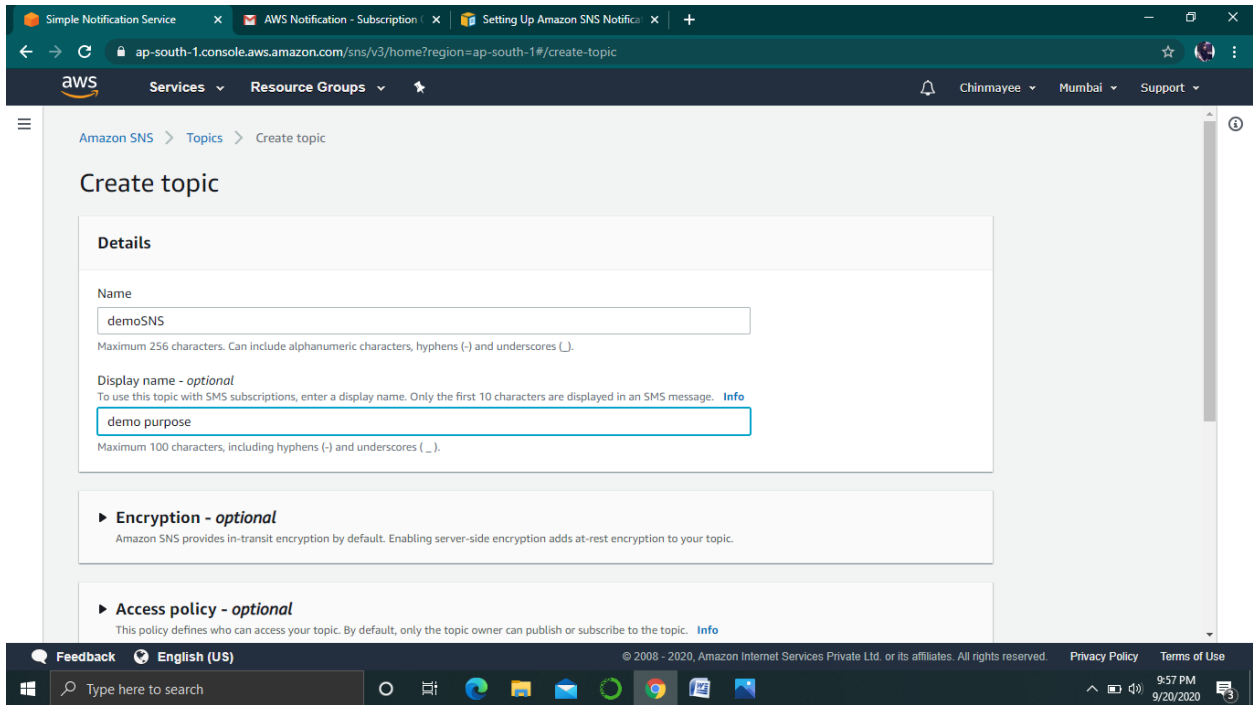 Simple Notification Service
AWS Notification - Subscription
Setting Up Amazon SNS Notifica
ap-south-1.console.aws.amazon.com/sns/v3/home?region=ap-south-1#/create-topic
aws Services Resource Groups Chinmayee Mumbai Support
Amazon SNS > Topics > Create topic
Create topic
Details
Name
demoSNS
Maximum 256 characters. Can include alphanumeric characters, hyphens (-) and underscores (_).
Display name - optional
To use this topic with SMS subscriptions, enter a display name. Only the first 10 characters are displayed in an SMS message. Info
demo purpose
Maximum 100 characters, including hyphens (-) and underscores ( _ ).
Encryption - optional
Amazon SNS provides in-transit encryption by default. Enabling server-side encryption adds at-rest encryption to your topic.
Access policy - optional
This policy defines who can access your topic. By default, only the topic owner can publish or subscribe to the topic. Info
Feedback English (US) © 2008 - 2020, Amazon Internet Services Private Ltd. or its affiliates. All rights reserved. Privacy Policy Terms of Use
Type here to search
9:57 PM
9/20/2020
3